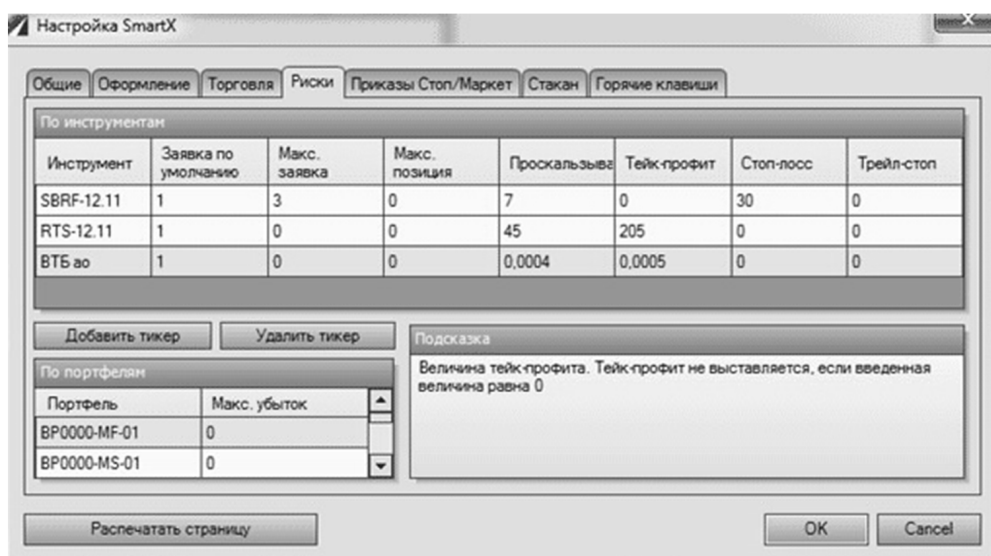 Настройка SmartX
Общие Оформление Торговля Риски Приказы Стоп/Маркет Стакан Горячие клавиши
По инструментам
Инструмент Заявка по умолчанию Макс. заявка Макс. позиция Проскальзыва Тейк-профит Стоп-лосс Трейл-стоп
SBRF-12.11 1 3 0 7 0 30 0
RTS-12.11 1 0 0 45 205 0 0
ВТБ ао 1 0 0 0,0004 0,0005 0 0
Добавить тикер Удалить тикер
По портфелям
Портфель Макс. убыток
BP0000-MF-01 0
BP0000-MS-01 0
Подсказка
Величина тейк-профита. Тейк-профит не выставляется, если введенная
величина равна 0
Распечатать страницу OK Cancel